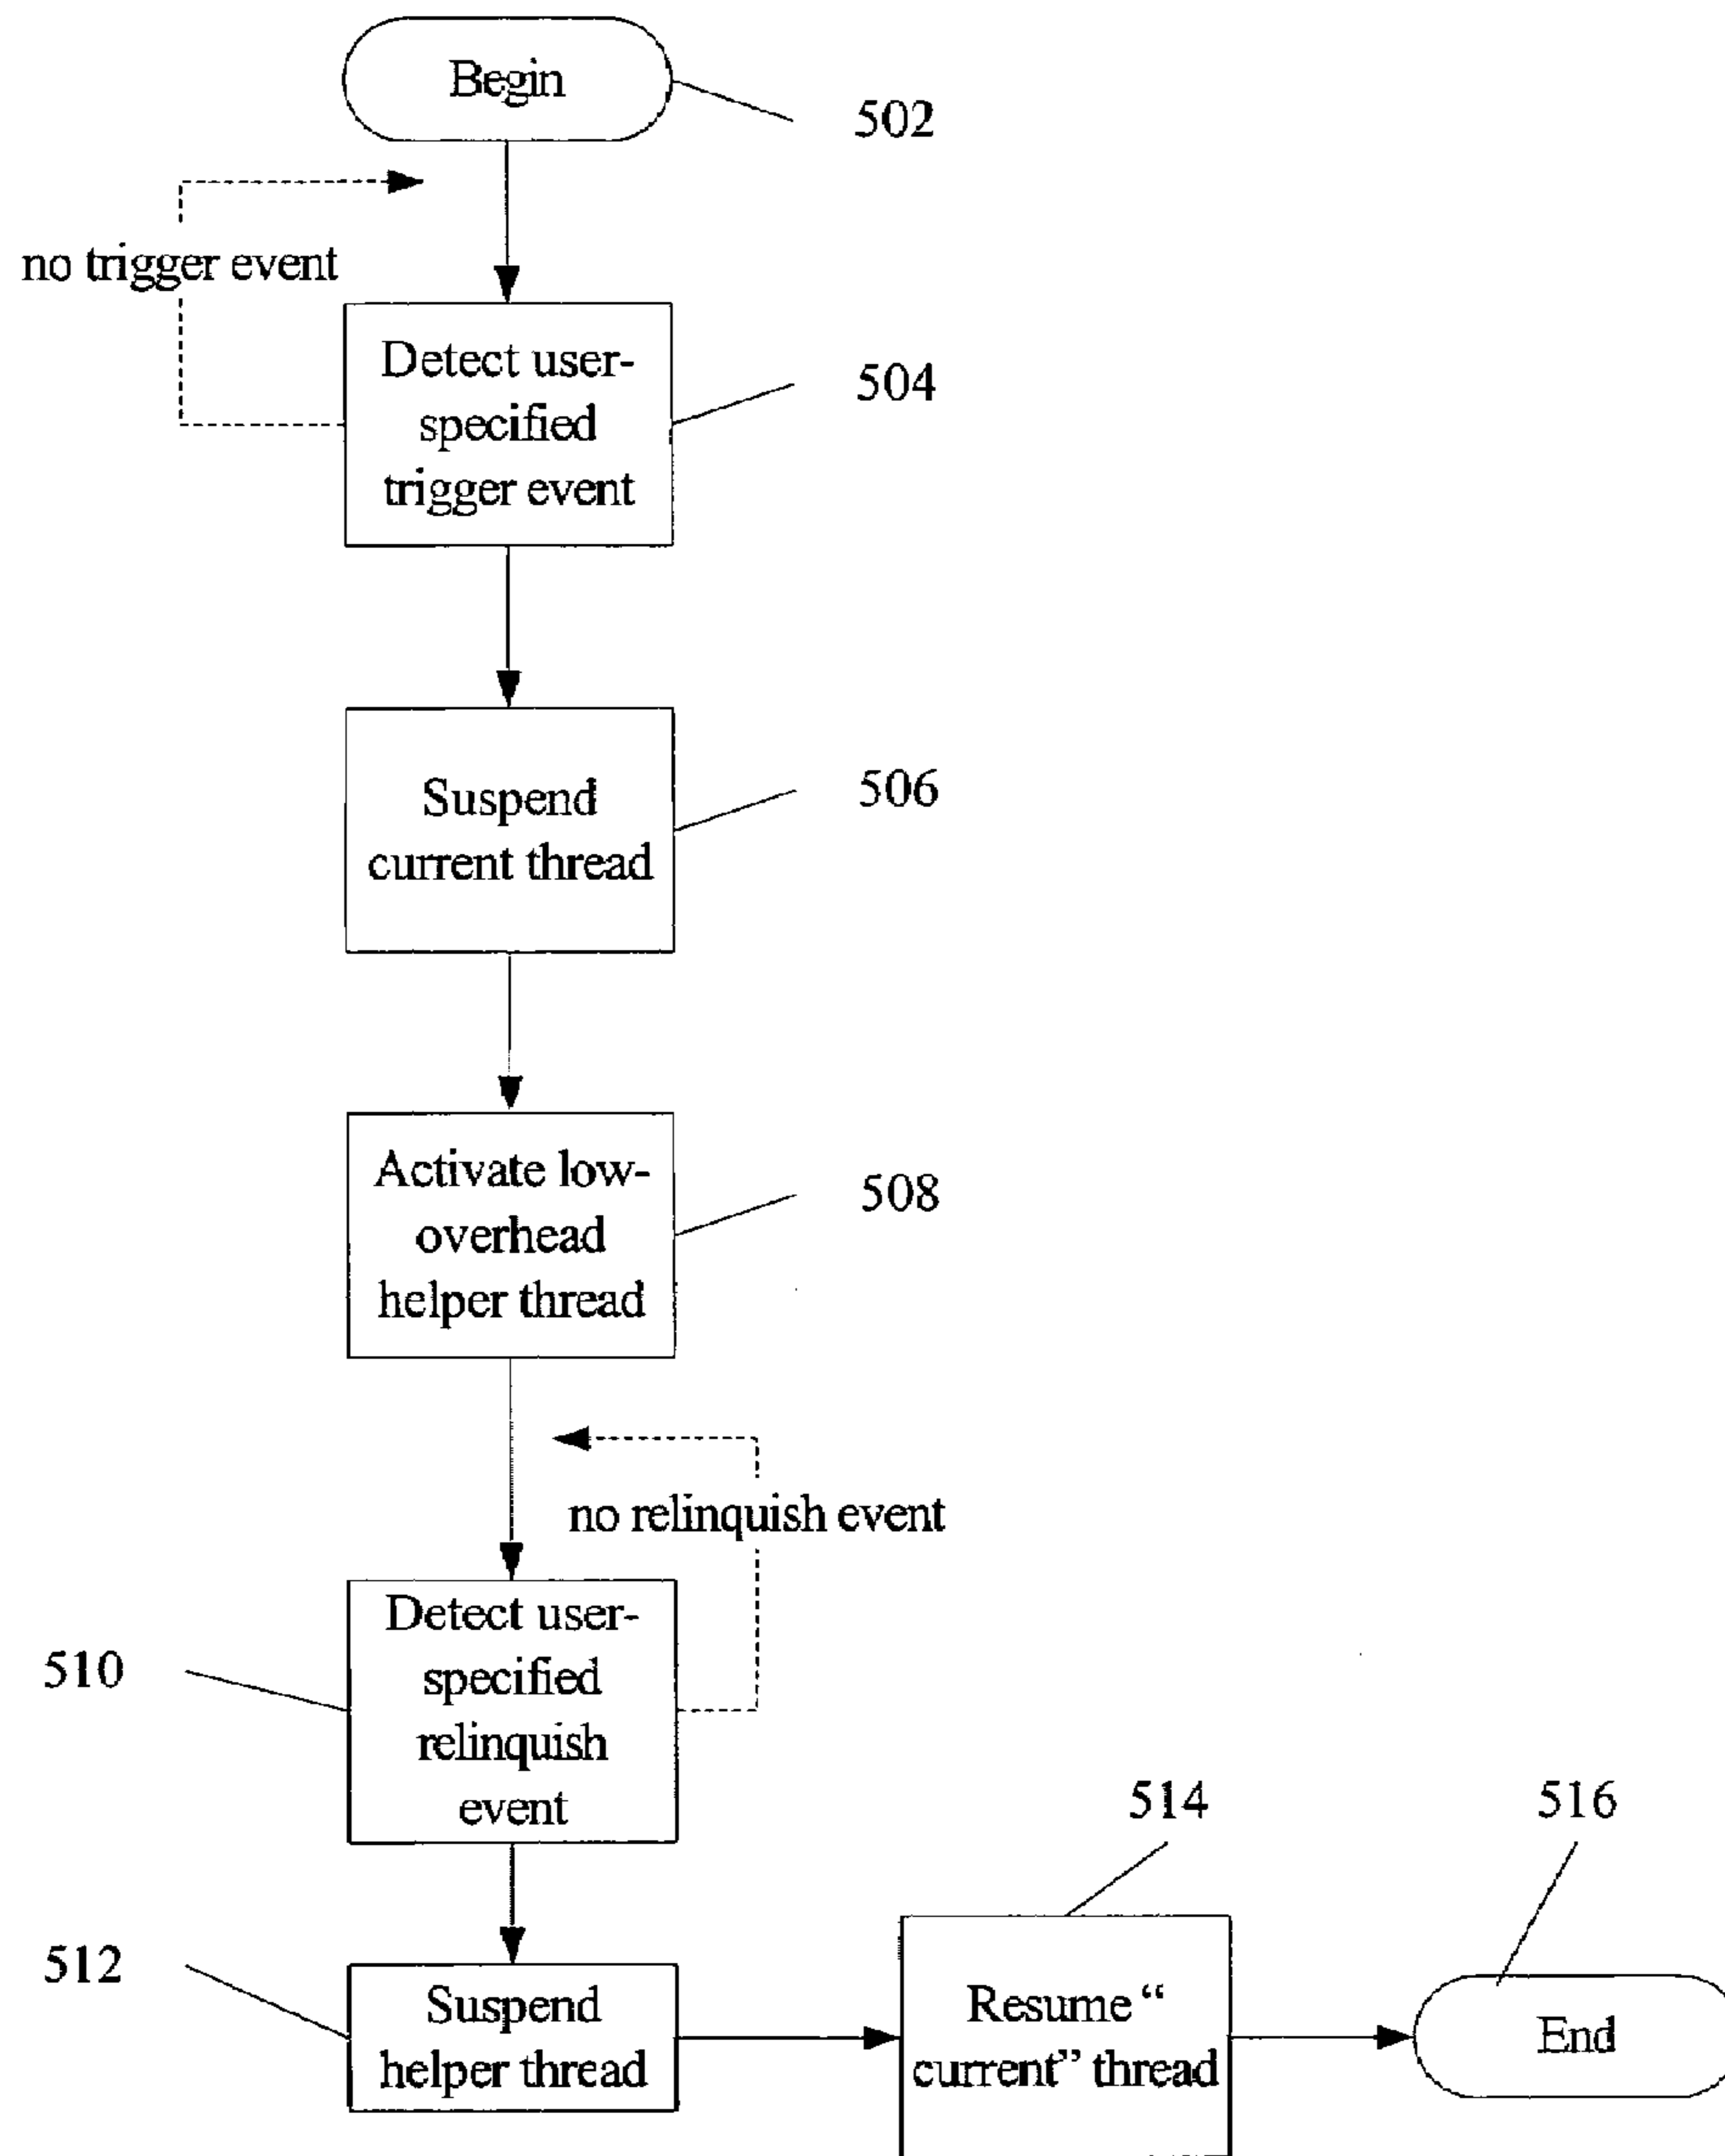 Begin
502
no trigger event
Detect user-
specified
trigger event
504
Suspend
current thread
506
Activate low-
overhead
helper thread
508
no relinquish event
Detect user-
specified
relinquish
event
510
514
516
512
Suspend
helper thread
Resume “
current” thread
End